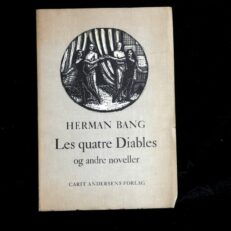 HERMAN BANG
Les quatre Diables
og andre noveller
CARIT ANDERSENS FORLAG